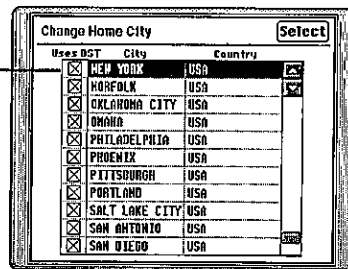 Change Home City Select
Uses DST City Country
NEW YORK USA
NORFOLK USA
OKLAHOMA CITY USA
OMAHA USA
PHILADELPHIA USA
PHOENIX USA
PITTSBURGH USA
PORTLAND USA
SALT LAKE CITY USA
SAN ANTONIO USA
SAN DIEGO USA